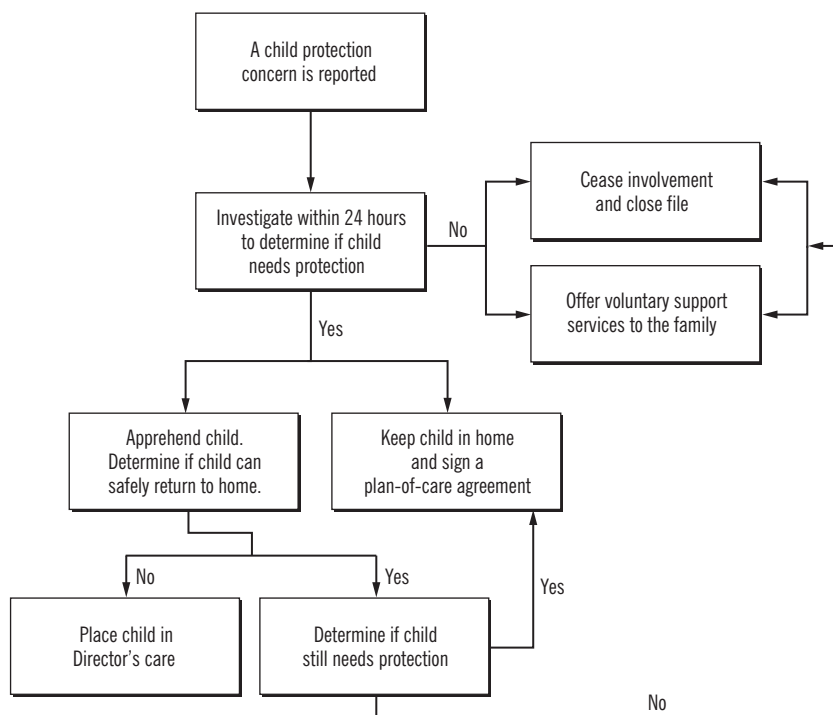 A child protection
concern is reported
Investigate within 24 hours
to determine if child
needs protection
No
Cease involvement
and close file
Offer voluntary support
services to the family
Yes
Apprehend child.
Determine if child can
safely return to home.
Keep child in home
and sign a
plan-of-care agreement
No
Yes
Yes
Place child in
Director’s care
Determine if child
still needs protection
No